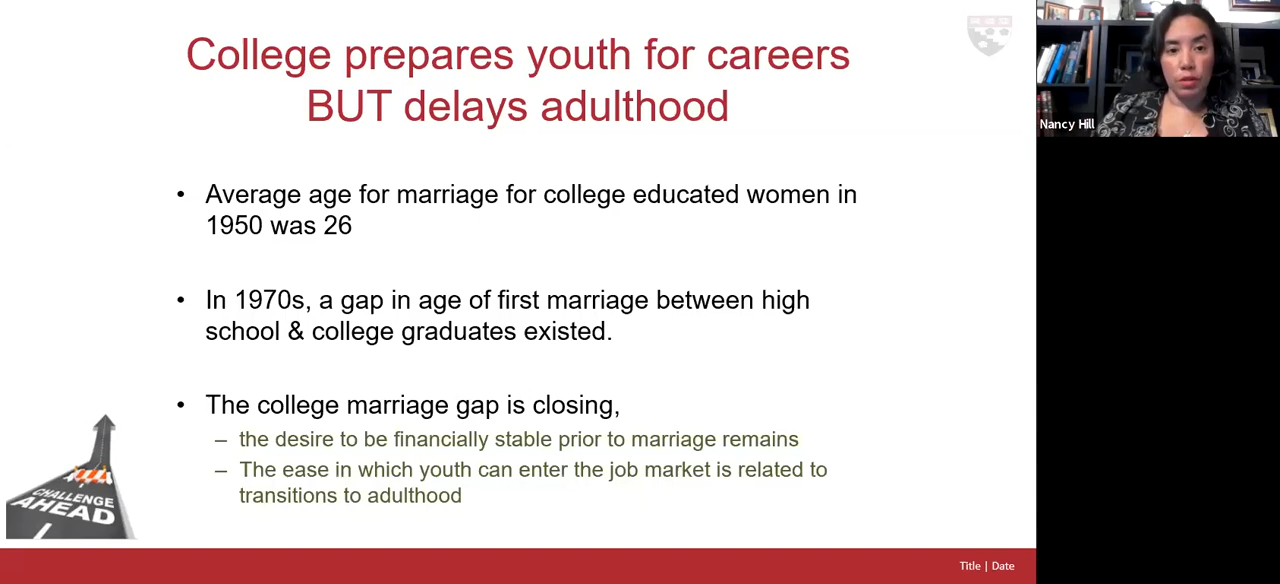 College prepares youth for careers
BUT delays adulthood
Nancy Hill
• Average age for marriage for college educated women in
1950 was 26
• In 1970s, a gap in age of first marriage between high
school & college graduates existed.
• The college marriage gap is closing,
– the desire to be financially stable prior to marriage remains
– The ease in which youth can enter the job market is related to
transitions to adulthood
CHALLENGE
AHEAD
Title | Date